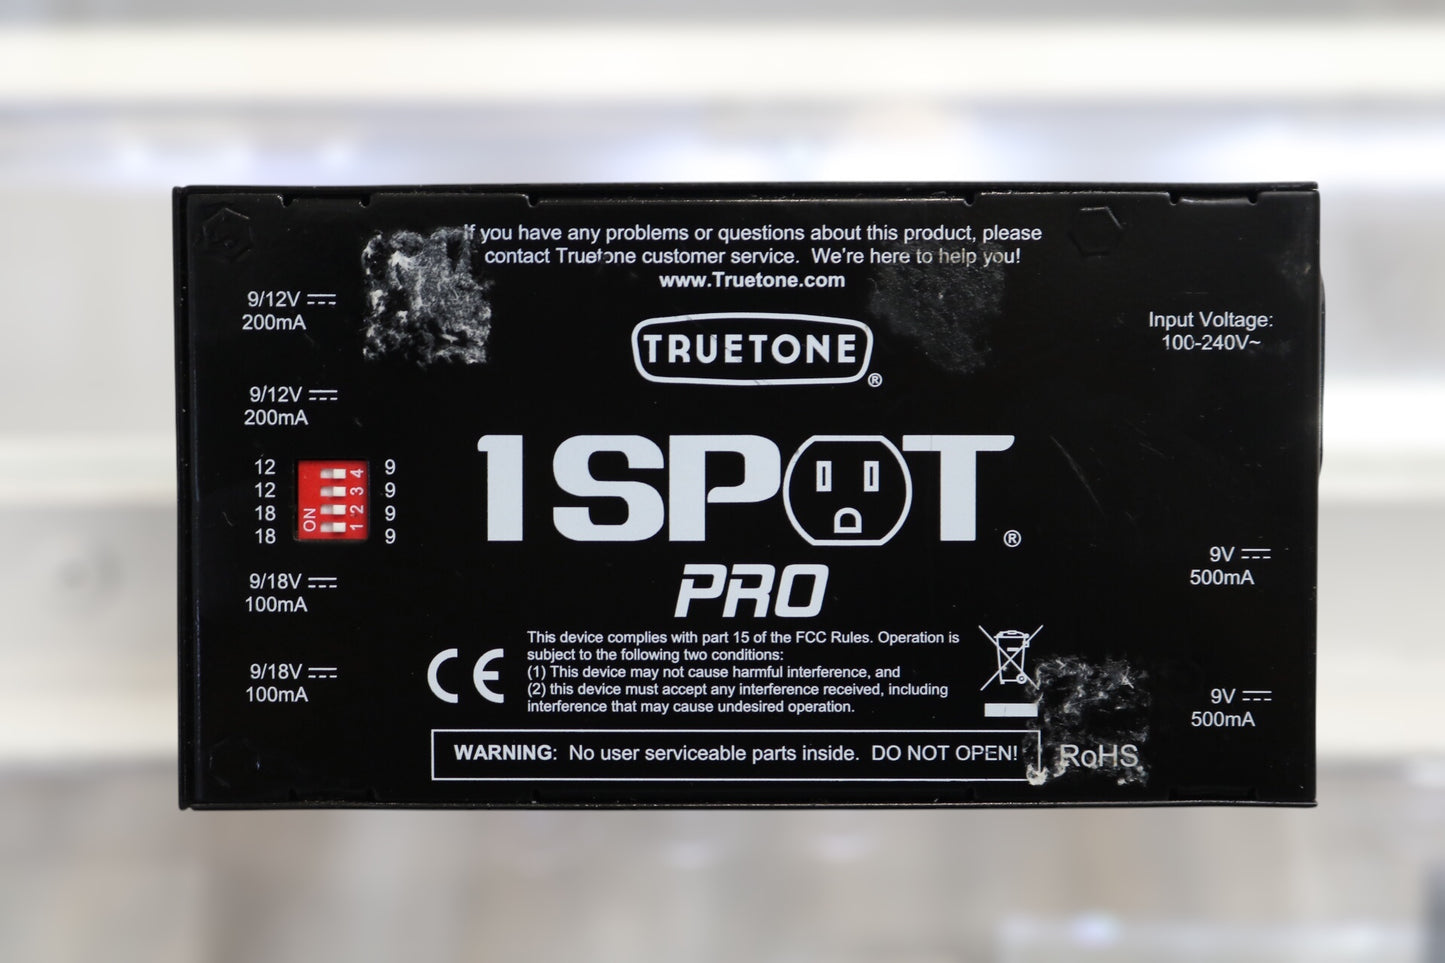 If you have any problems or questions about this product, please
contact Truetone customer service. We're here to help you!
www.Truetone.com
TRUETONE®
1 SPOT®
PRO
9/12V
200mA
9/12V
200mA
12 4 9
12 3 9
18 2 9
18 ON 1 9
9/18V
100mA
9/18V
100mA
Input Voltage:
100-240V~
9V
500mA
9V
500mA
CE
This device complies with part 15 of the FCC Rules. Operation is
subject to the following two conditions:
(1) This device may not cause harmful interference, and
(2) this device must accept any interference received, including
interference that may cause undesired operation.
WARNING: No user serviceable parts inside. DO NOT OPEN!
RoHS